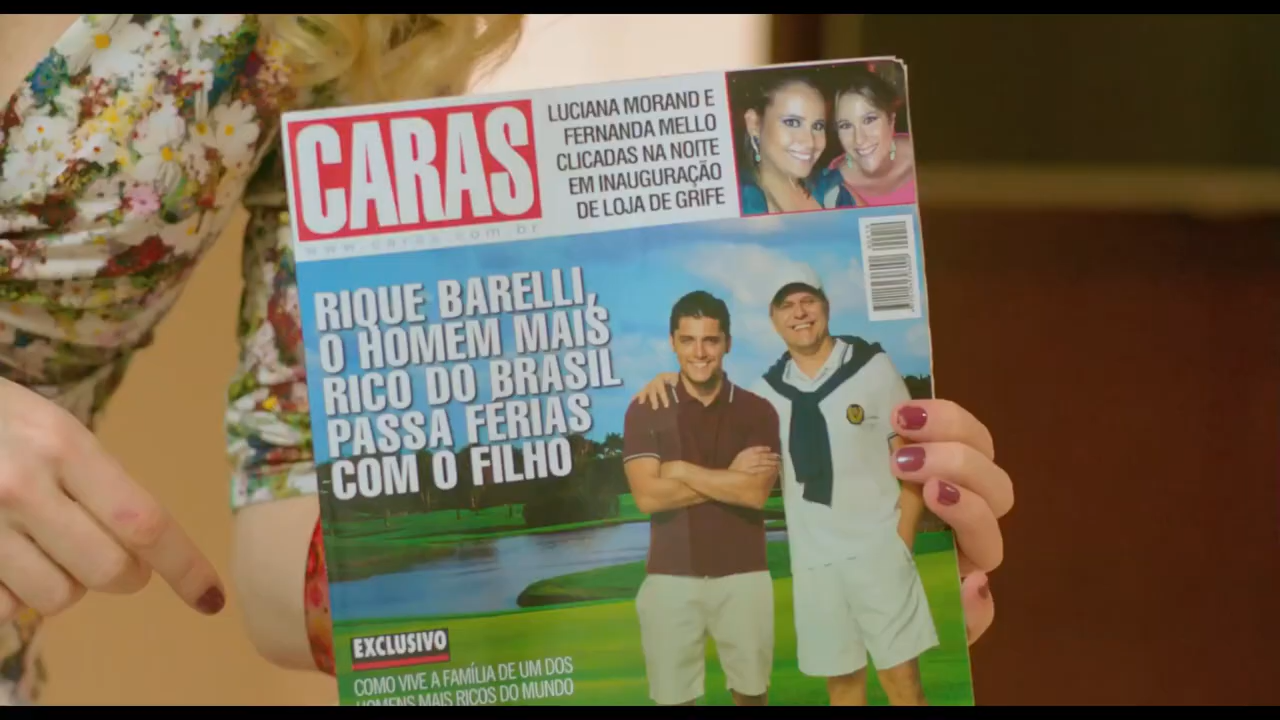 CARAS
www.caras.com.br
LUCIANA MORAND E
FERNANDA MELLO
CLICADAS NA NOITE
EM INAUGURAÇÃO
DE LOJA DE GRIFE
RIQUE BARELLI,
O HOMEM MAIS
RICO DO BRASIL
PASSA FÉRIAS
COM O FILHO
EXCLUSIVO
COMO VIVE A FAMÍLIA DE UM DOS
HOMENS MAIS RICOS DO MUNDO